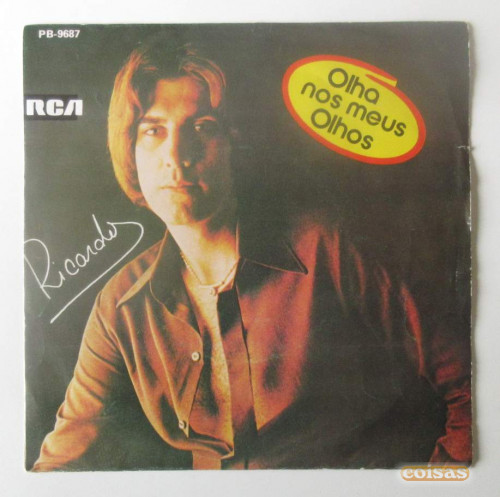 PB-9687
RCA
Olha
nos meus
Olhos
Ricardo
coisas